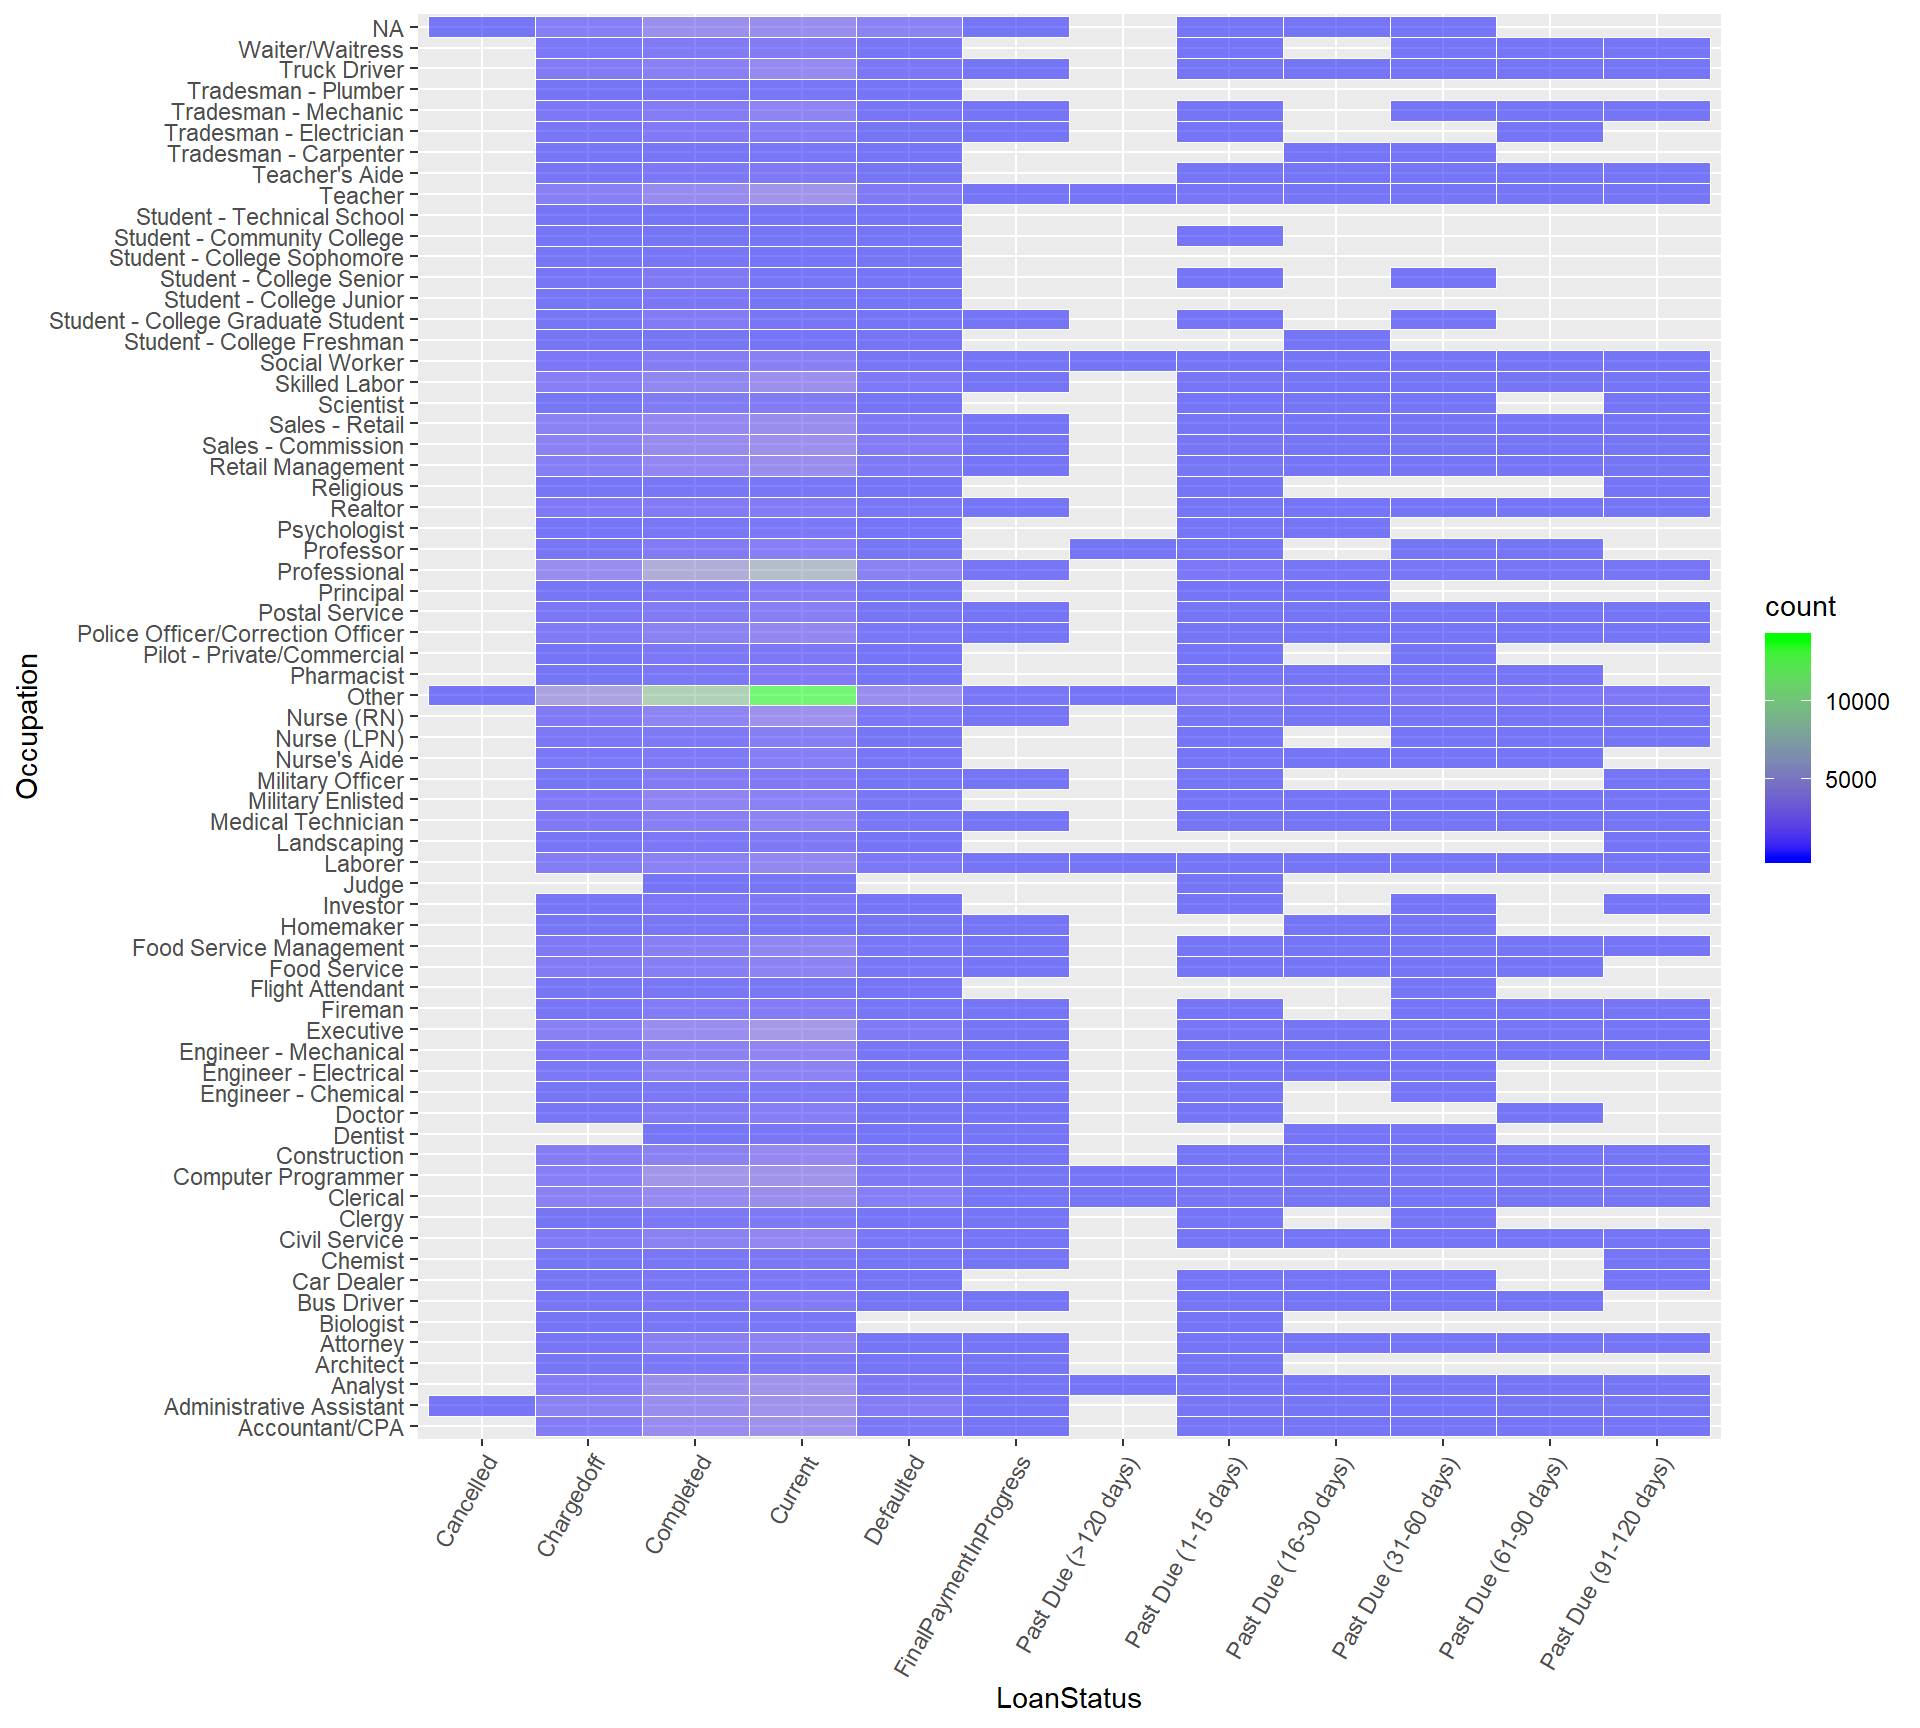 NA
Waiter/Waitress
Truck Driver
Tradesman - Plumber
Tradesman - Mechanic
Tradesman - Electrician
Tradesman - Carpenter
Teacher's Aide
Teacher
Student - Technical School
Student - Community College
Student - College Sophomore
Student - College Senior
Student - College Junior
Student - College Graduate Student
Student - College Freshman
Social Worker
Skilled Labor
Scientist
Sales - Retail
Sales - Commission
Retail Management
Religious
Realtor
Psychologist
Professor
Professional
Principal
Postal Service
Police Officer/Correction Officer
Pilot - Private/Commercial
Pharmacist
Other
Nurse (RN)
Nurse (LPN)
Nurse's Aide
Military Officer
Military Enlisted
Medical Technician
Landscaping
Laborer
Judge
Investor
Homemaker
Food Service Management
Food Service
Flight Attendant
Fireman
Executive
Engineer - Mechanical
Engineer - Electrical
Engineer - Chemical
Doctor
Dentist
Construction
Computer Programmer
Clerical
Clergy
Civil Service
Chemist
Car Dealer
Bus Driver
Biologist
Attorney
Architect
Analyst
Administrative Assistant
Accountant/CPA
Occupation
Cancelled
Chargedoff
Completed
Current
Defaulted
FinalPaymentInProgress
Past Due (>120 days)
Past Due (1-15 days)
Past Due (16-30 days)
Past Due (31-60 days)
Past Due (61-90 days)
Past Due (91-120 days)
LoanStatus
count
10000
5000